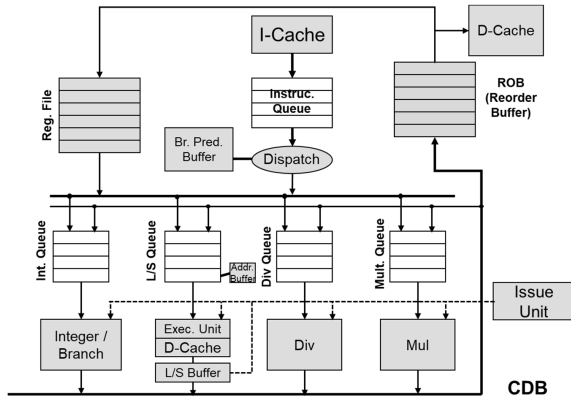 I-Cache
D-Cache
Reg. File
Instruc.
Queue
ROB
(Reorder
Buffer)
Br. Pred.
Buffer
Dispatch
Int. Queue
L/S Queue
Addr.
Buffer
Div Queue
Mult. Queue
Issue
Unit
Integer /
Branch
Exec. Unit
D-Cache
L/S Buffer
Div
Mul
CDB